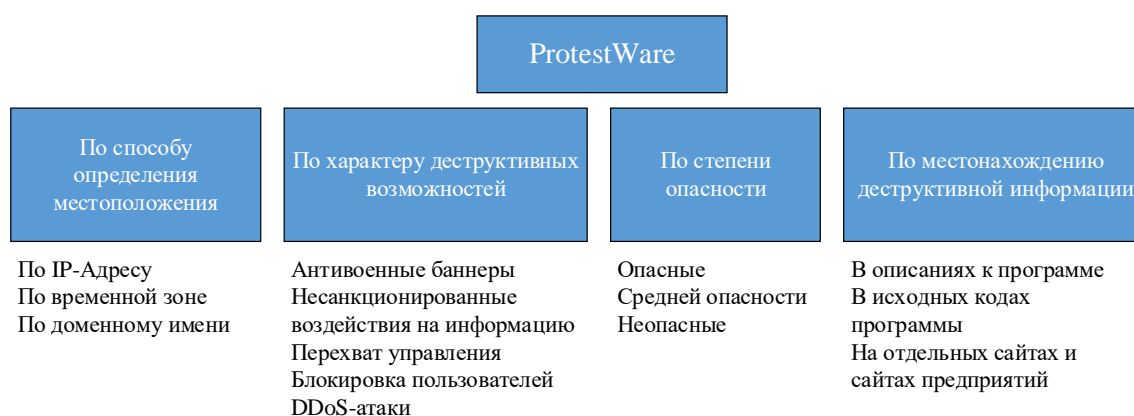 ProtestWare
По способу
определения
местоположения
По характеру деструктивных
возможностей
По степени
опасности
По местонахождению
деструктивной информации
По IP-Адресу
По временной зоне
По доменному имени
Антивоенные баннеры
Несанкционированные
воздействия на информацию
Перехват управления
Блокировка пользователей
DDoS-атаки
Опасные
Средней опасности
Неопасные
В описаниях к программе
В исходных кодах
программы
На отдельных сайтах и
сайтах предприятий